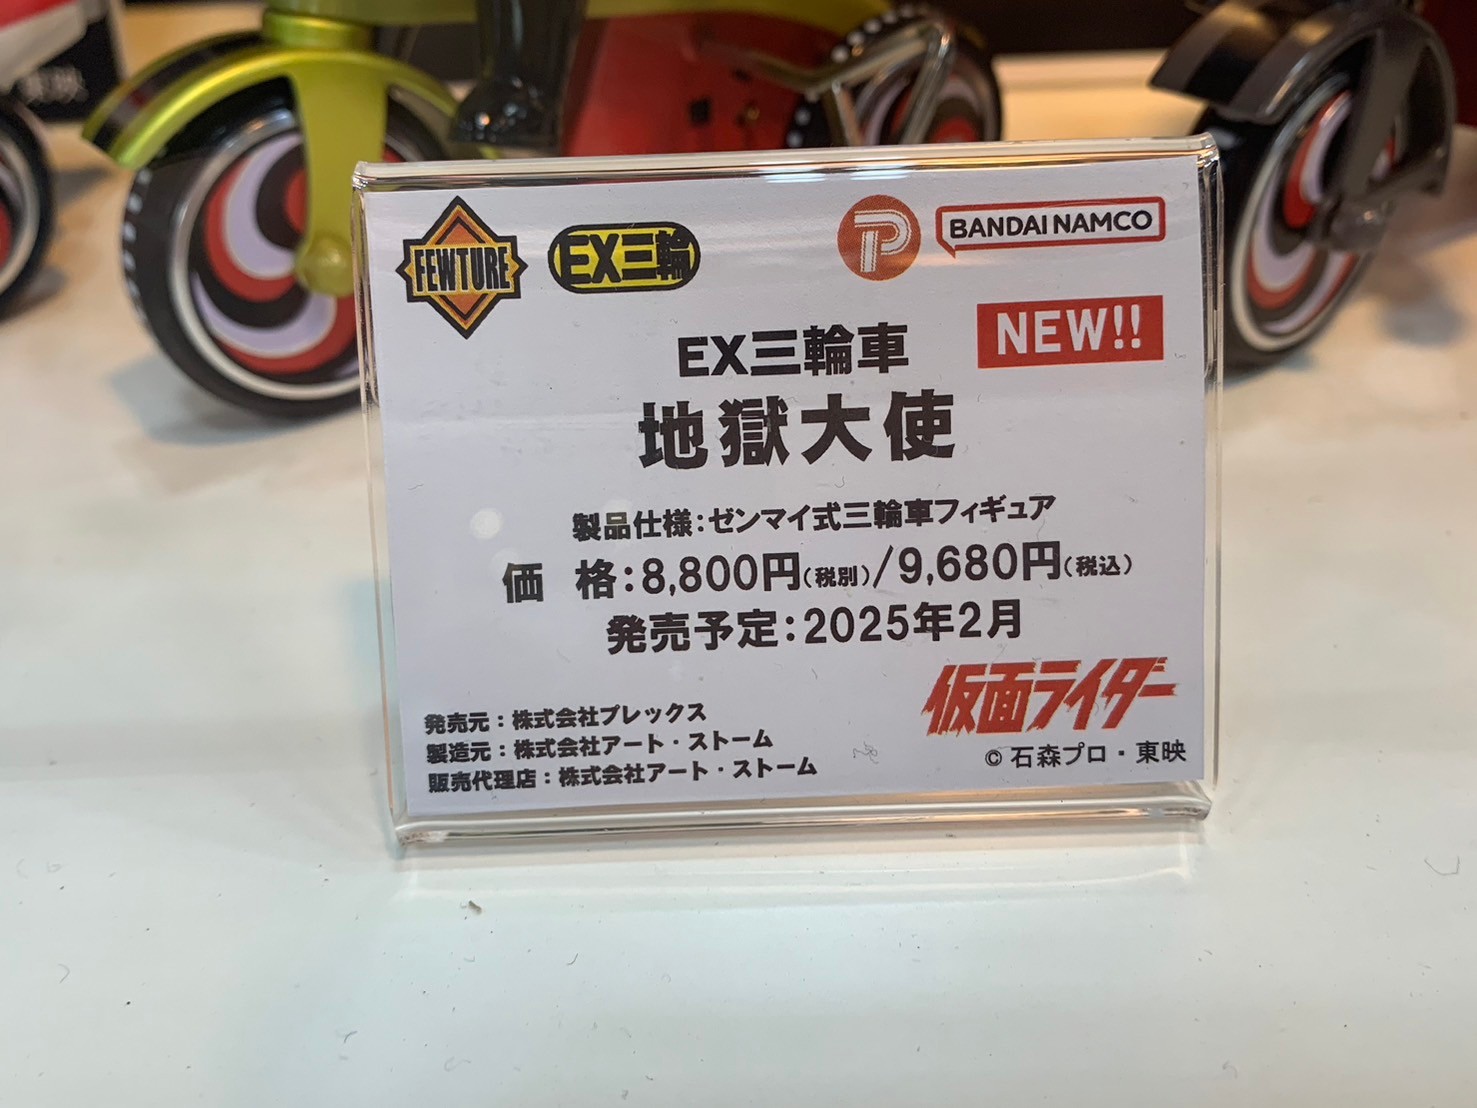 東映
FEWTURE
EX三輪
P
BANDAI NAMCO
NEW!!
EX三輪車
地獄大使
製品仕様：ゼンマイ式三輪車フィギュア
価　格：8,800円（税別）/9,680円（税込）
発売予定：2025年2月
仮面ライダー
発売元：株式会社プレックス
製造元：株式会社アート・ストーム
販売代理店：株式会社アート・ストーム
© 石森プロ・東映